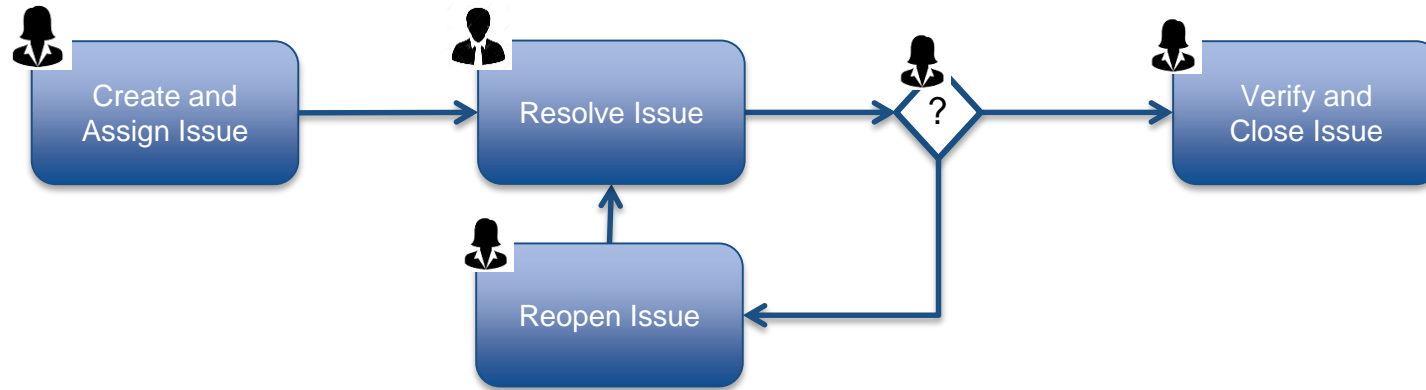 Create and
Assign Issue
Resolve Issue
?
Verify and
Close Issue
Reopen Issue